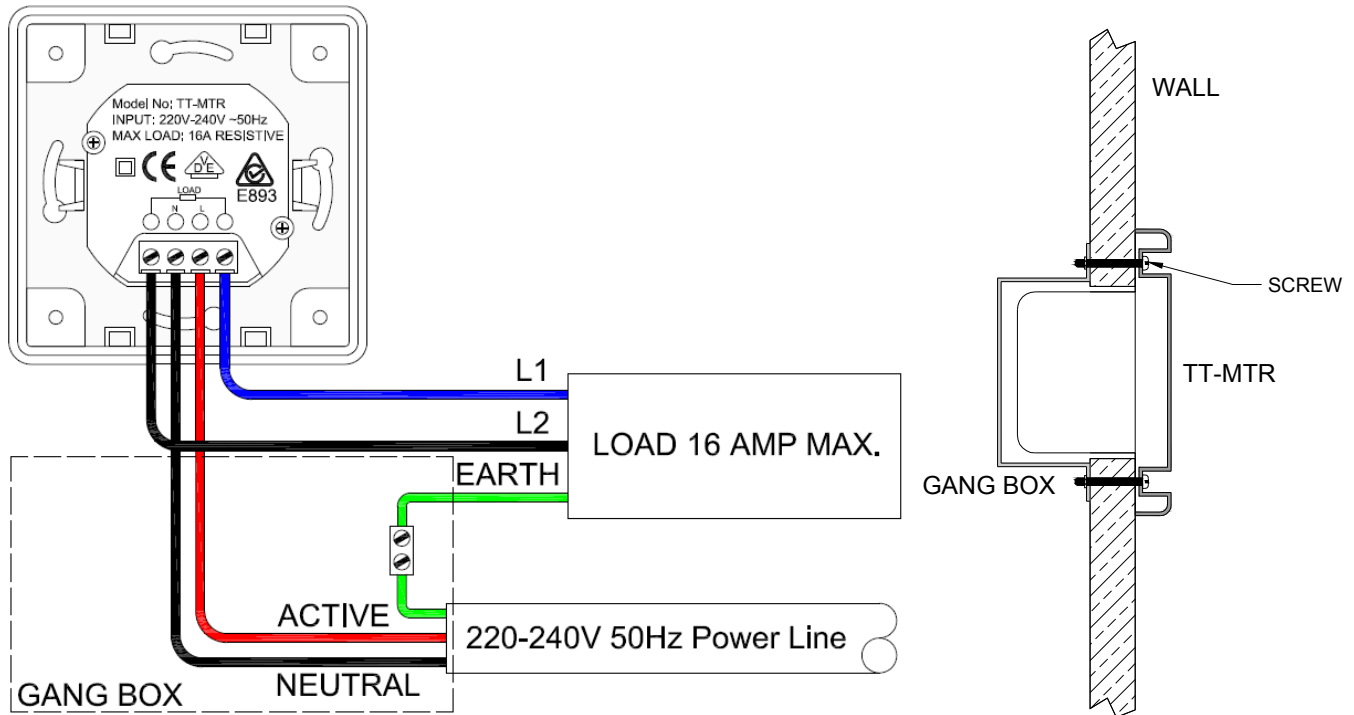 Model No: TT-MTR
INPUT: 220V-240V ~50Hz
MAX LOAD: 16A RESISTIVE
CE
DVE
E893
LOAD
N L
L1
L2
LOAD 16 AMP MAX.
EARTH
ACTIVE
220-240V 50Hz Power Line
NEUTRAL
GANG BOX
WALL
SCREW
TT-MTR
GANG BOX